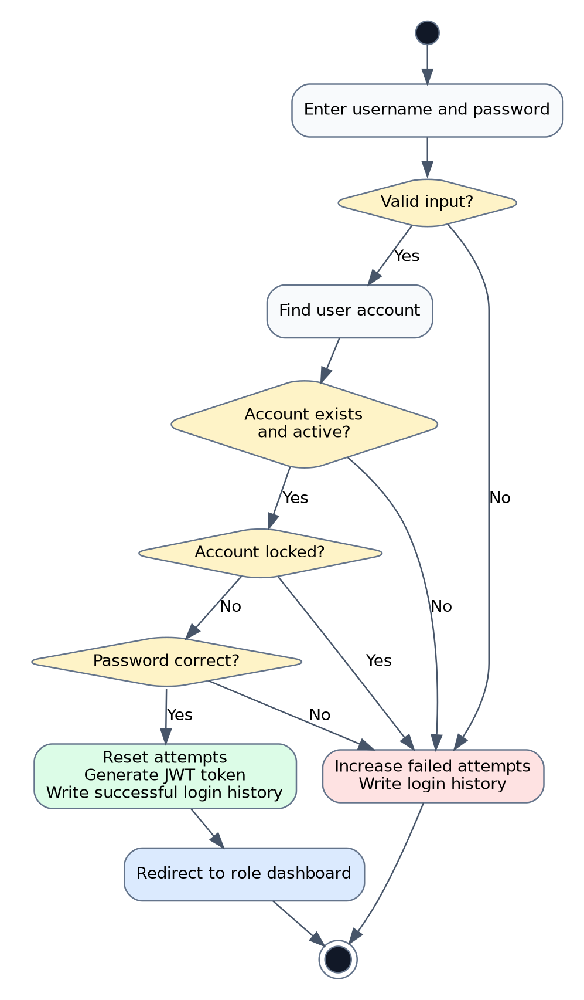 Enter username and password
Valid input?
Yes
Find user account
Account exists
and active?
Yes
No
Account locked?
No
No
Yes
Password correct?
Yes
No
Reset attempts
Generate JWT token
Write successful login history
Increase failed attempts
Write login history
Redirect to role dashboard